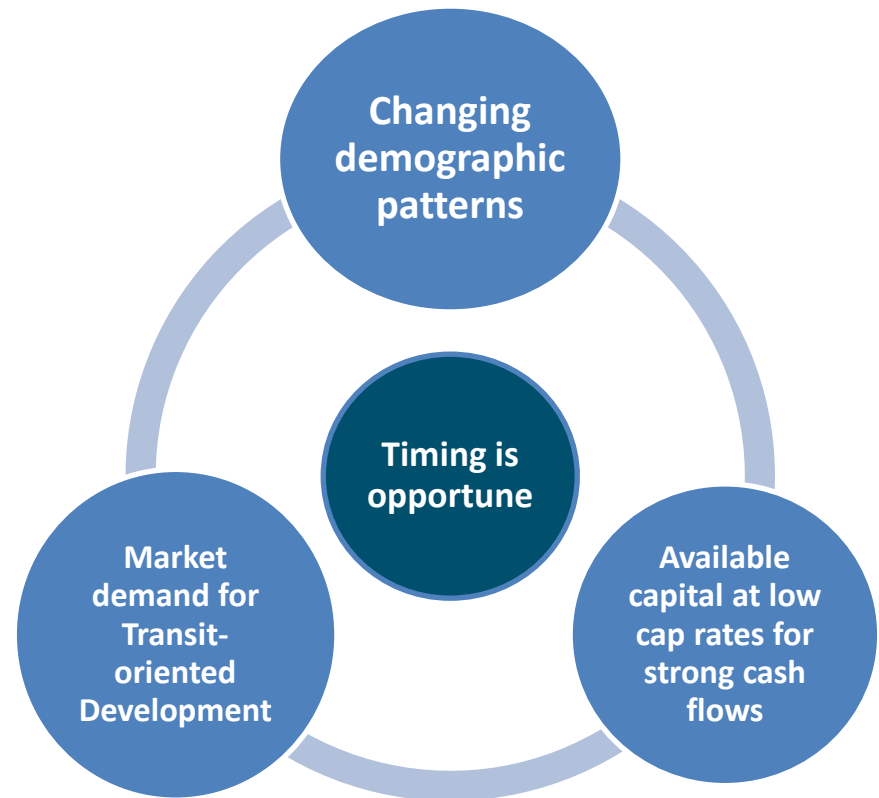 Changing
demographic
patterns
Timing is
opportune
Market
demand for
Transit-
oriented
Development
Available
capital at low
cap rates for
strong cash
flows